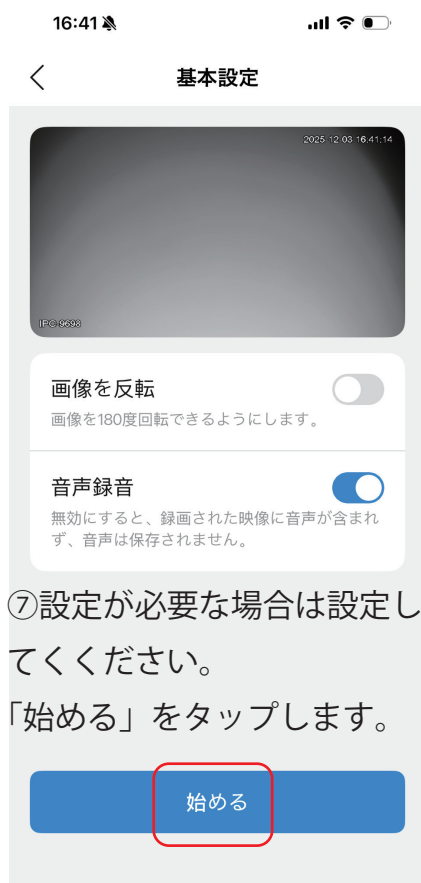 16:41
基本設定
2025-12-03 16:41:14
IPC-9698
画像を反転
画像を180度回転できるようにします。
音声録音
無効にすると、録画された映像に音声が含まれ
ず、音声は保存されません。
⑦設定が必要な場合は設定し
てくください。
「始める」をタップします。
始める